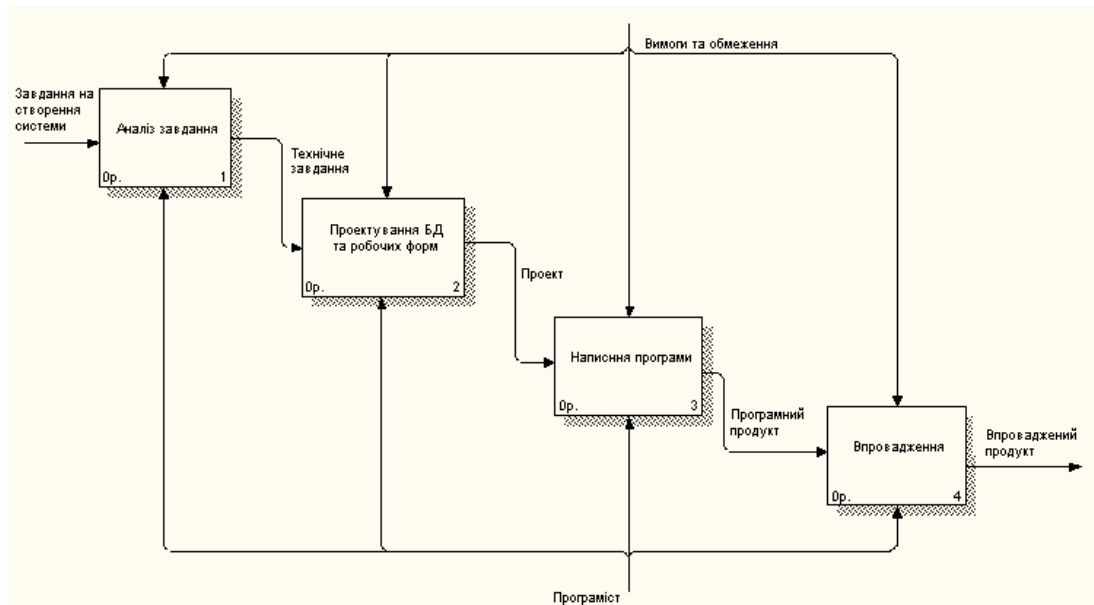 Вимоги та обмеження
Завдання на
створення
системи
Аналіз завдання
0р.
1
Технічне
завдання
Проектування БД
та робочих форм
0р.
2
Проект
Написння програми
0р.
3
Програмний
продукт
Впровадження
0р.
4
Впроваджений
продукт
Програміст